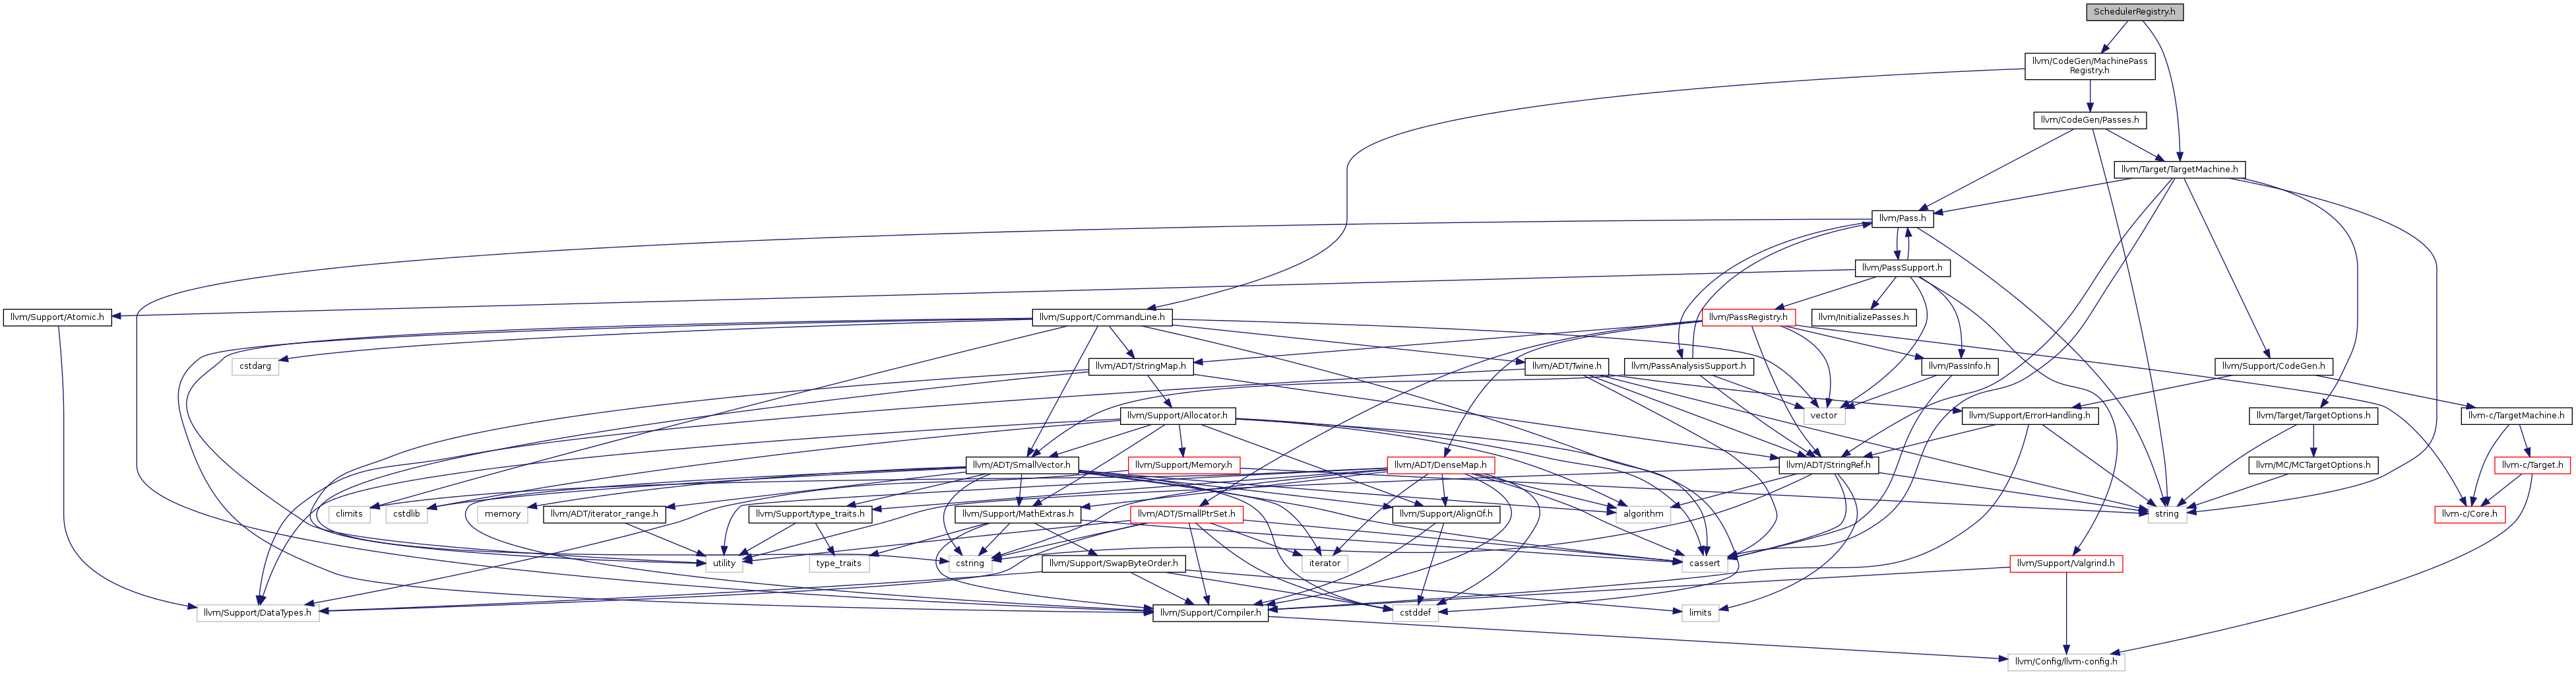 SchedulerRegistry.h
llvm/CodeGen/MachinePass
Registry.h
llvm/CodeGen/Passes.h
llvm/Target/TargetMachine.h
llvm/Pass.h
llvm/PassSupport.h
llvm/Support/Atomic.h
llvm/Support/CommandLine.h
llvm/PassRegistry.h
llvm/InitializePasses.h
cstdarg
llvm/ADT/StringMap.h
llvm/ADT/Twine.h
llvm/PassAnalysisSupport.h
llvm/PassInfo.h
llvm/Support/CodeGen.h
llvm/Support/Allocator.h
vector
llvm/Support/ErrorHandling.h
llvm/Target/TargetOptions.h
llvm-c/TargetMachine.h
llvm/ADT/SmallVector.h
llvm/Support/Memory.h
llvm/ADT/DenseMap.h
llvm/ADT/StringRef.h
llvm/MC/MCTargetOptions.h
llvm-c/Target.h
climits
cstdlib
memory
llvm/ADT/iterator_range.h
llvm/Support/type_traits.h
llvm/Support/MathExtras.h
llvm/ADT/SmallPtrSet.h
algorithm
llvm/Support/AlignOf.h
string
llvm-c/Core.h
utility
type_traits
cstring
llvm/Support/SwapByteOrder.h
iterator
cassert
llvm/Support/Valgrind.h
llvm/Support/DataTypes.h
llvm/Support/Compiler.h
cstddef
limits
llvm/Config/llvm-config.h